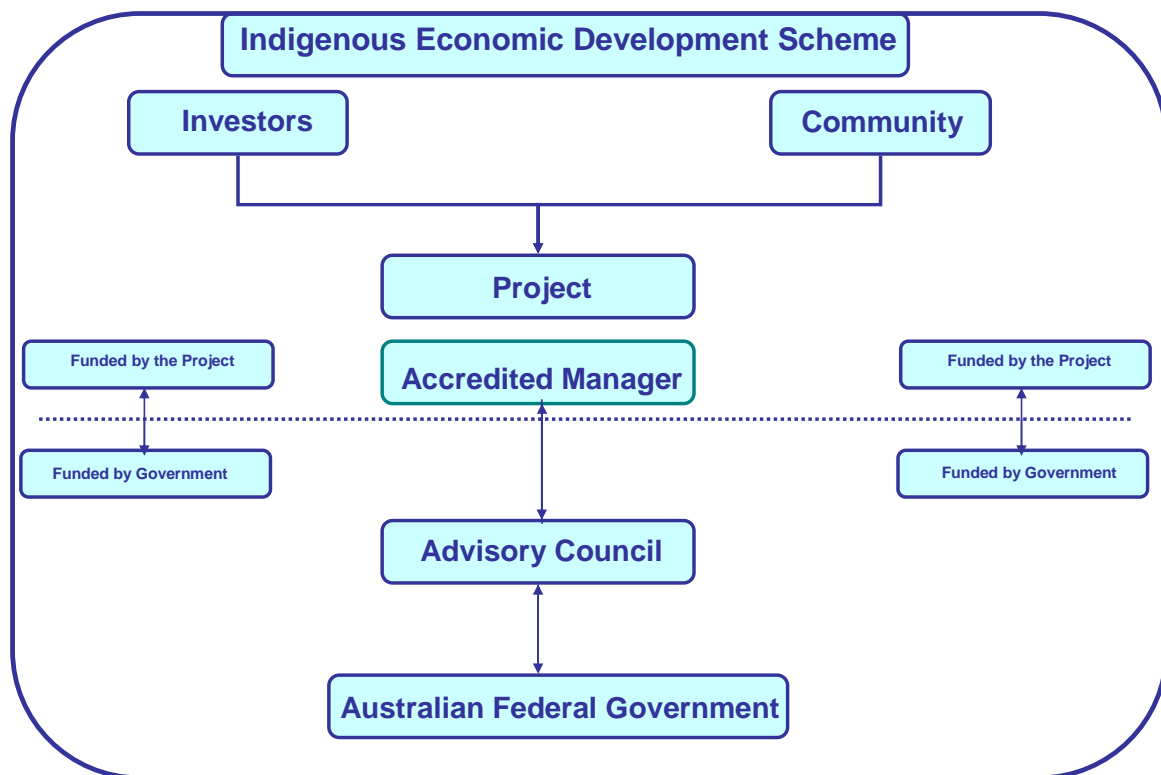 Indigenous Economic Development Scheme
Investors
Community
Project
Funded by the Project
Accredited Manager
Funded by the Project
Funded by Government
Funded by Government
Advisory Council
Australian Federal Government